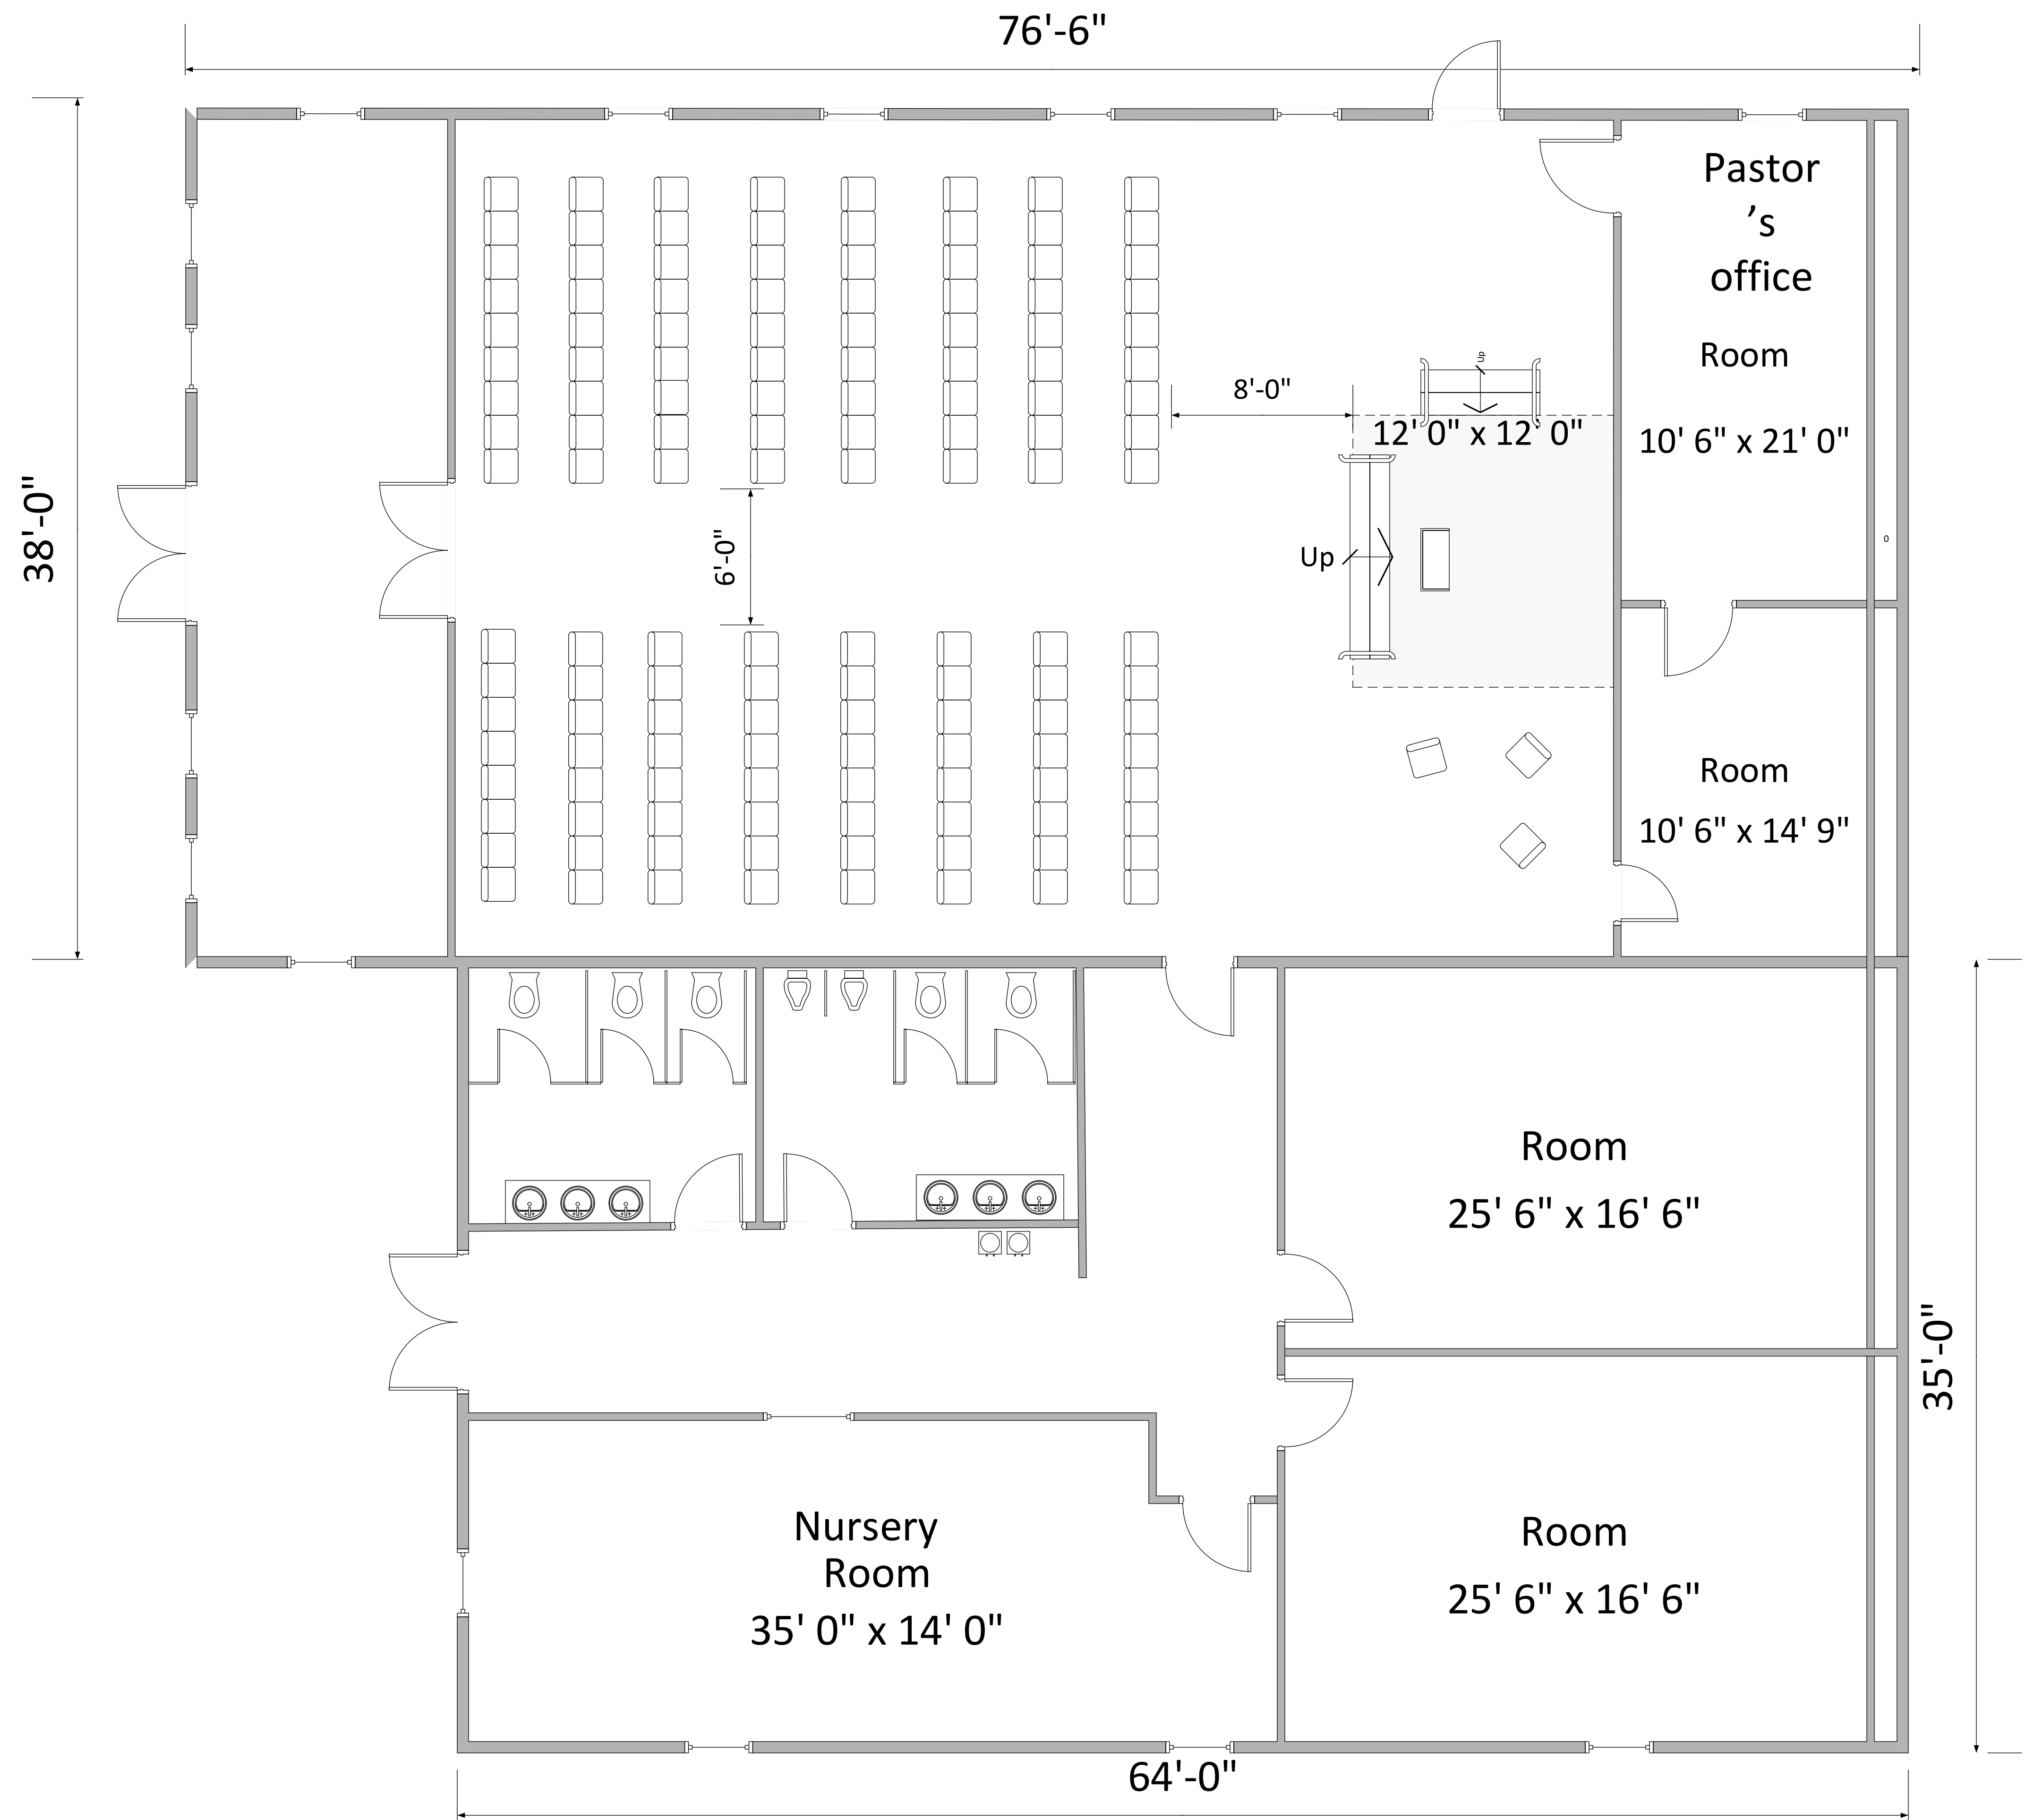 76'-6"
Pastor
's
office
Room
10' 6" x 21' 0"
Up
8'-0"
12' 0" x 12' 0"
38'-0"
6'-0"
Up
0
Room
10' 6" x 14' 9"
Room
25' 6" x 16' 6"
35'-0"
Nursery
Room
35' 0" x 14' 0"
Room
25' 6" x 16' 6"
64'-0"